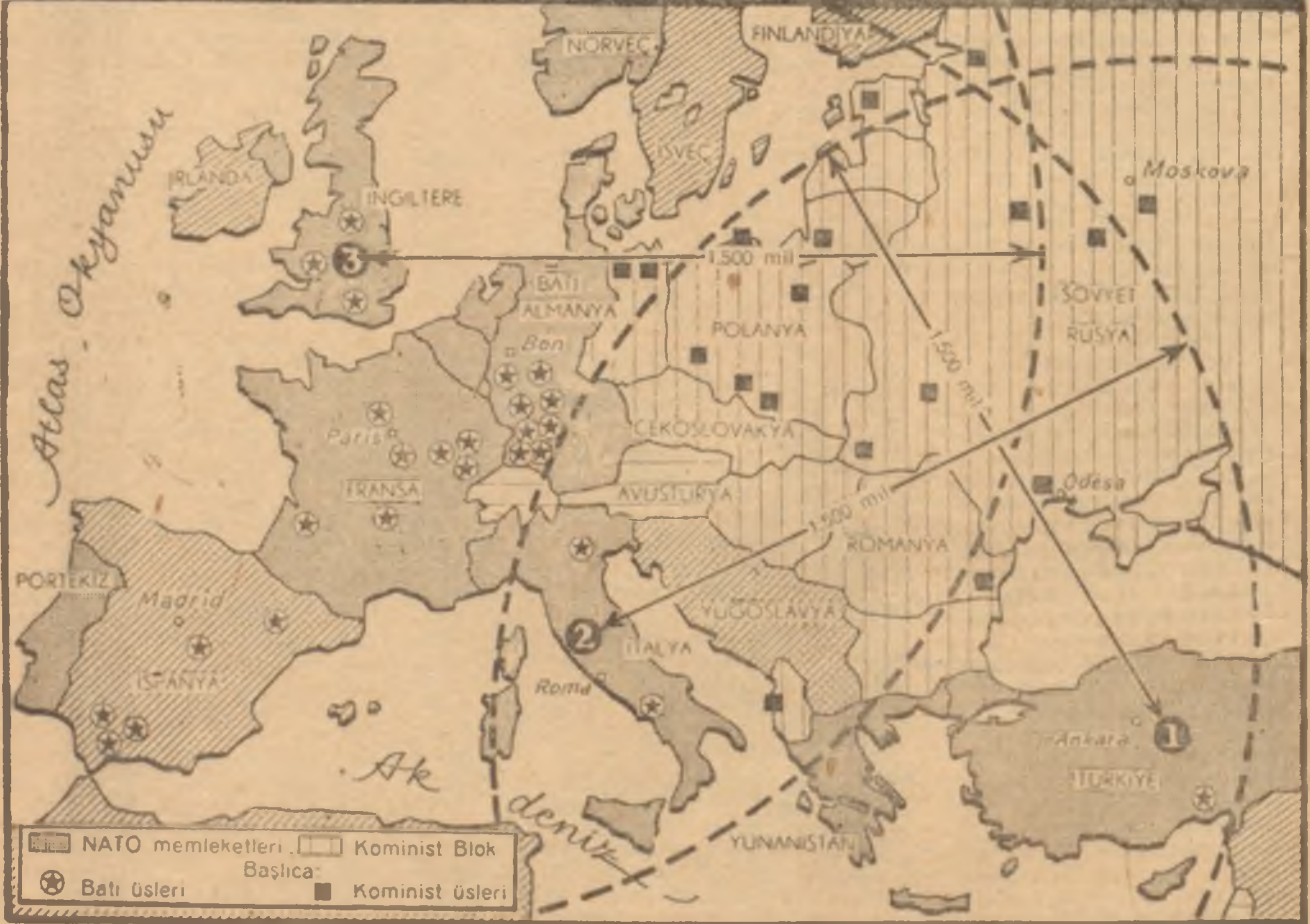 NORVEÇ
FINLANDIYA
ISVEÇ
IRLANDA
INGILTERE
Atlas Okyanusu
Moskova
3
1.500 mil
BATI
ALMANYA
Bon
POLANYA
SOVYET
RUSYA
1.500 mil
Paris
FRANSA
ÇEKOSLOVAKYA
AVUSTURYA
1.500 mil
Odesa
ROMANYA
PORTEKIZ
Madrid
ISPANYA
YUGOSLAVYA
2
ITALYA
Roma
Ankara
1
TÜRKIYE
Ak
deniz
YUNANISTAN
NATO memleketleri. Kominist Blok
Başlıca:
Batı üsleri Kominist üsleri